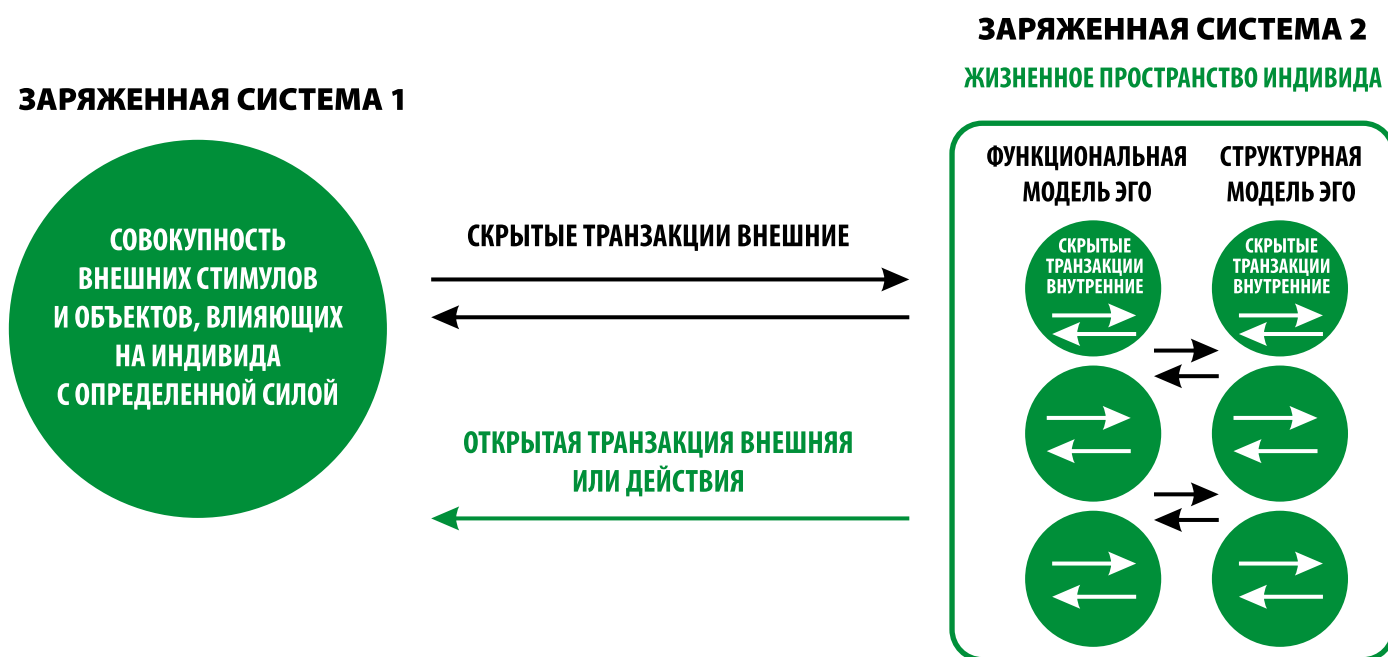 ЗАРЯЖЕННАЯ СИСТЕМА 1
СОВОКУПНОСТЬ
ВНЕШНИХ СТИМУЛОВ
И ОБЪЕКТОВ, ВЛИЯЮЩИХ
НА ИНДИВИДА
С ОПРЕДЕЛЕННОЙ СИЛОЙ
СКРЫТЫЕ ТРАНЗАКЦИИ ВНЕШНИЕ
ОТКРЫТАЯ ТРАНЗАКЦИЯ ВНЕШНЯЯ
ИЛИ ДЕЙСТВИЯ
ЗАРЯЖЕННАЯ СИСТЕМА 2
ЖИЗНЕННОЕ ПРОСТРАНСТВО ИНДИВИДА
ФУНКЦИОНАЛЬНАЯ
МОДЕЛЬ ЭГО
СТРУКТУРНАЯ
МОДЕЛЬ ЭГО
СКРЫТЫЕ
ТРАНЗАКЦИИ
ВНУТРЕННИЕ
СКРЫТЫЕ
ТРАНЗАКЦИИ
ВНУТРЕННИЕ